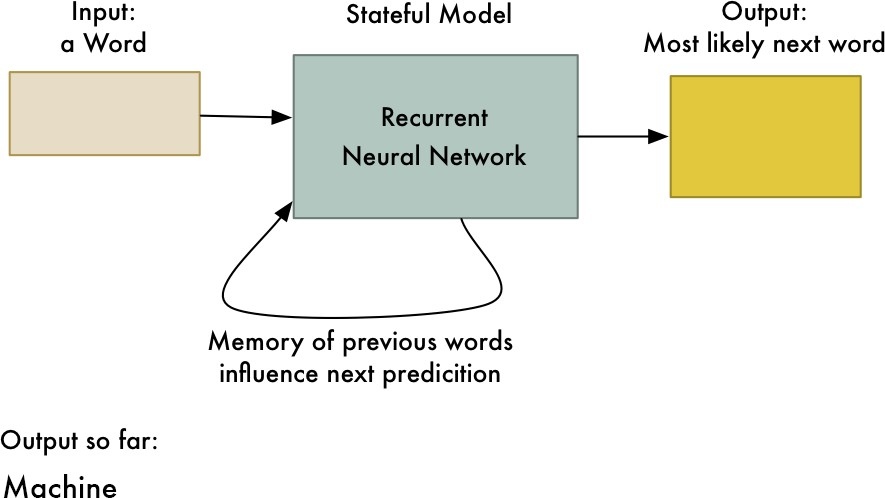 Input:
a Word
Stateful Model
Output:
Most likely next word
Recurrent
Neural Network
Memory of previous words
influence next predicition
Output so far:
Machine